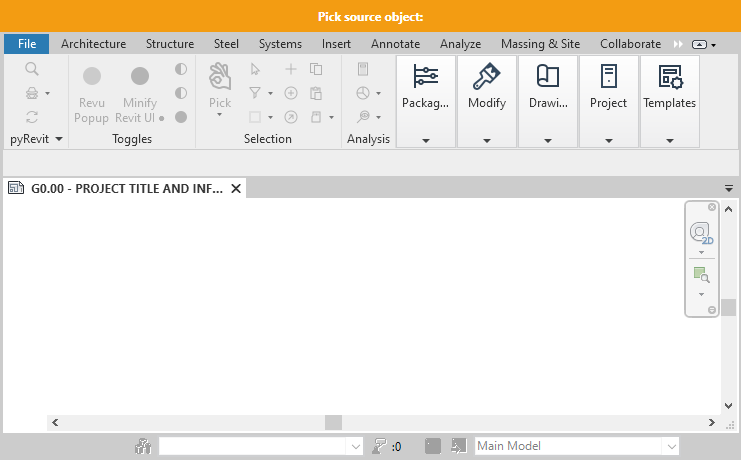 Pick source object:
File Architecture Structure Steel Systems Insert Annotate Analyze Massing & Site Collaborate
Revu Popup
Minify Revit UI
Pick
Packag...
Modify
Drawi...
Project
Templates
pyRevit
Toggles
Selection
Analysis
G0.00 - PROJECT TITLE AND INF...
2D
:0
Main Model